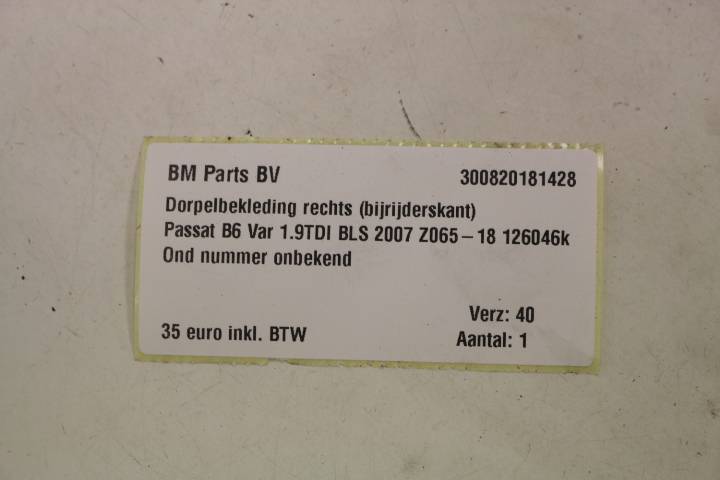 BM Parts BV 300820181428
Dorpelbekleding rechts (bijrijderskant)
Passat B6 Var 1.9TDI BLS 2007 Z065-18 126046k
Ond nummer onbekend
Verz: 40
35 euro inkl. BTW Aantal: 1